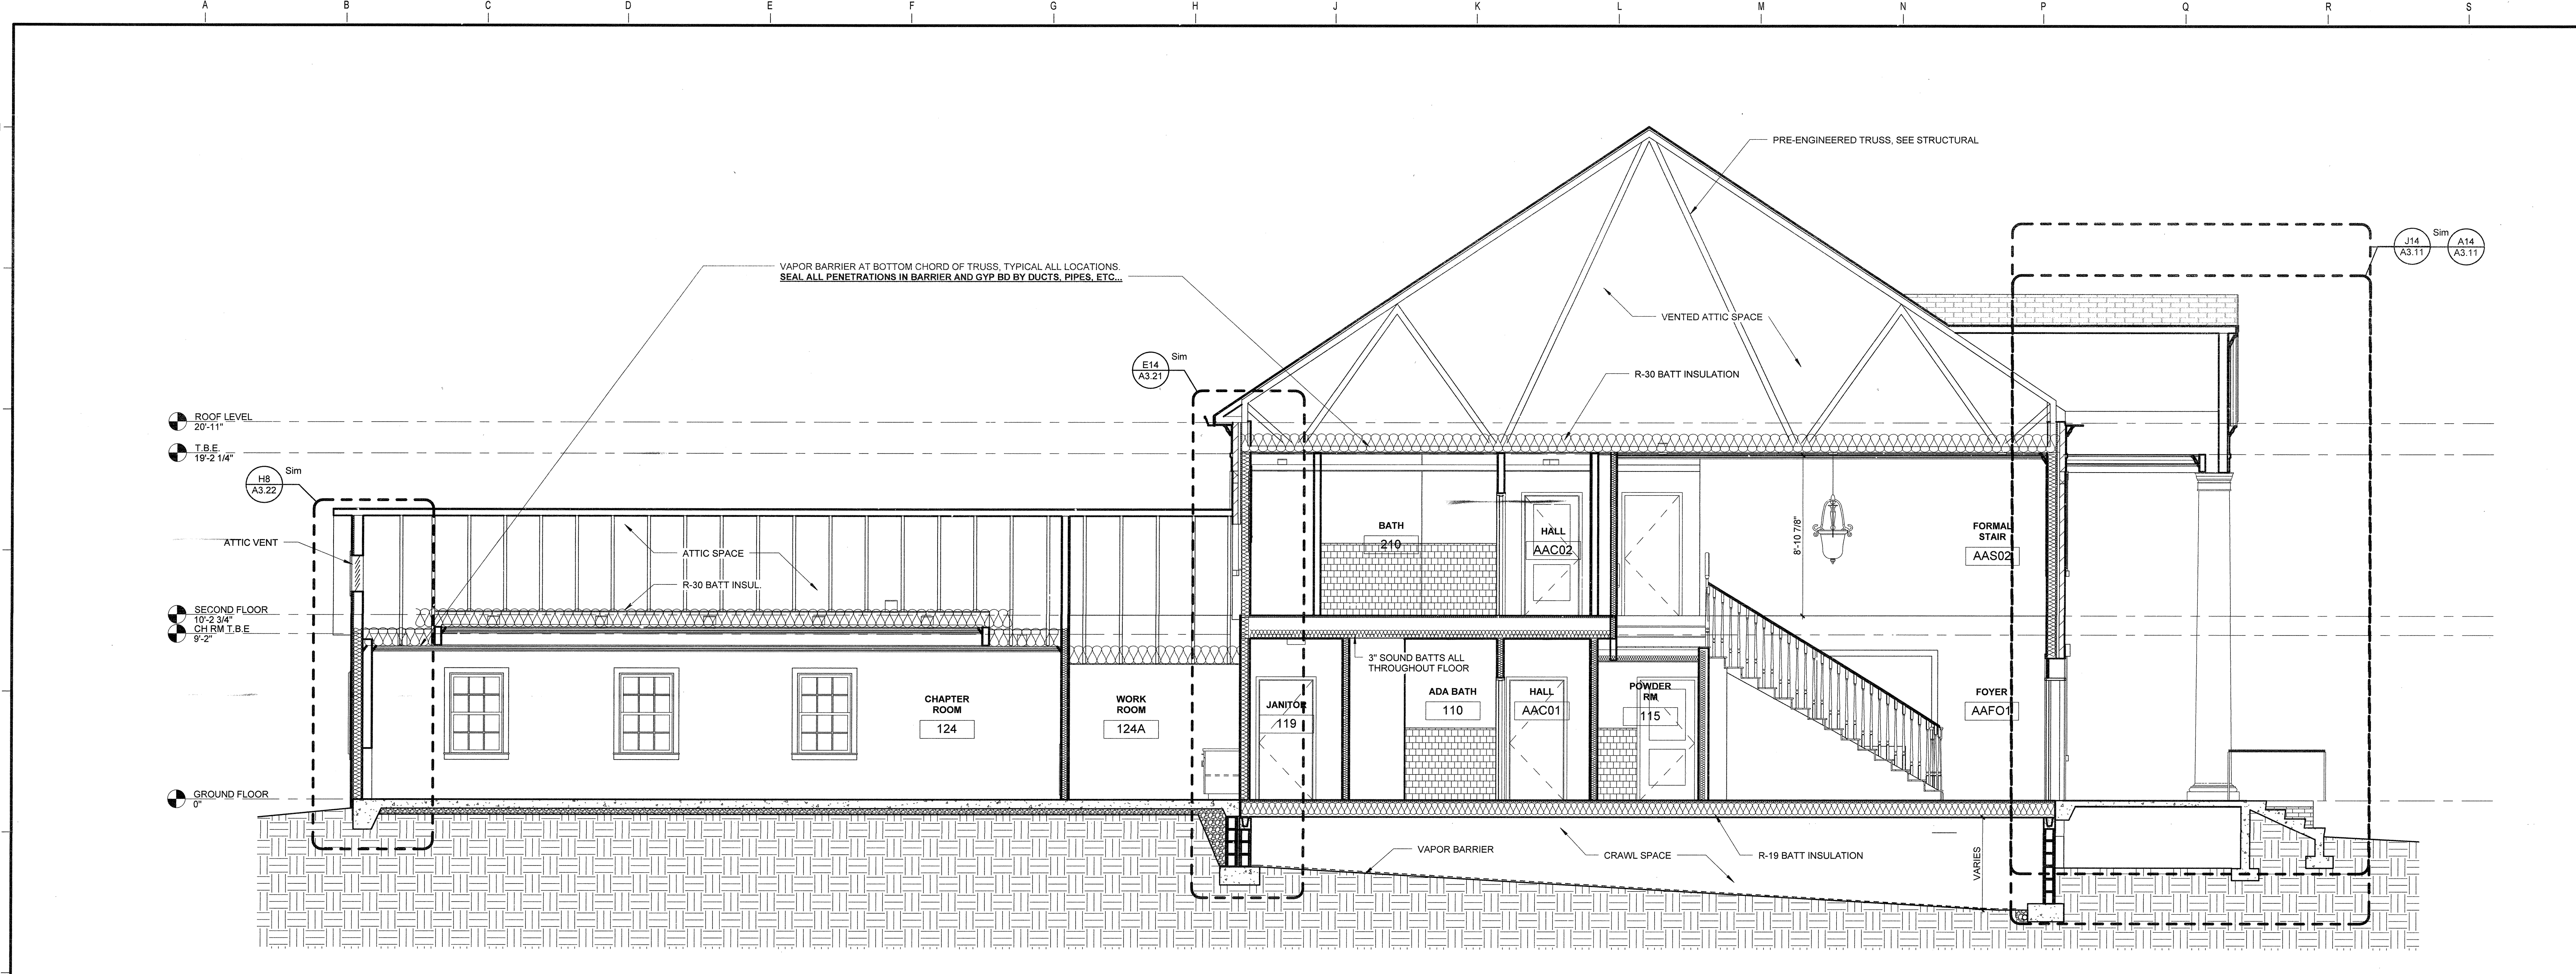 A B C D E F G H J K L M N P Q R S
PRE-ENGINEERED TRUSS, SEE STRUCTURAL
J14
A3.11
Sim
A14
A3.11
VAPOR BARRIER AT BOTTOM CHORD OF TRUSS, TYPICAL ALL LOCATIONS.
SEAL ALL PENETRATIONS IN BARRIER AND GYP BD BY DUCTS, PIPES, ETC...
VENTED ATTIC SPACE
E14
A3.21
Sim
R-30 BATT INSULATION
ROOF LEVEL
20'-11"
T.B.E.
19'-2 1/4"
H8
A3.22
Sim
ATTIC VENT
ATTIC SPACE
R-30 BATT INSUL.
BATH
210
HALL
AAC02
8'-10 7/8"
FORMAL
STAIR
AAS02
SECOND FLOOR
10'-2 3/4"
CH RM T.B.E
9'-2"
3" SOUND BATTS ALL
THROUGHOUT FLOOR
CHAPTER
ROOM
124
WORK
ROOM
124A
JANITOR
119
ADA BATH
110
HALL
AAC01
POWDER
RM
115
FOYER
AAFO1
GROUND FLOOR
0"
VAPOR BARRIER
CRAWL SPACE
R-19 BATT INSULATION
VARIES